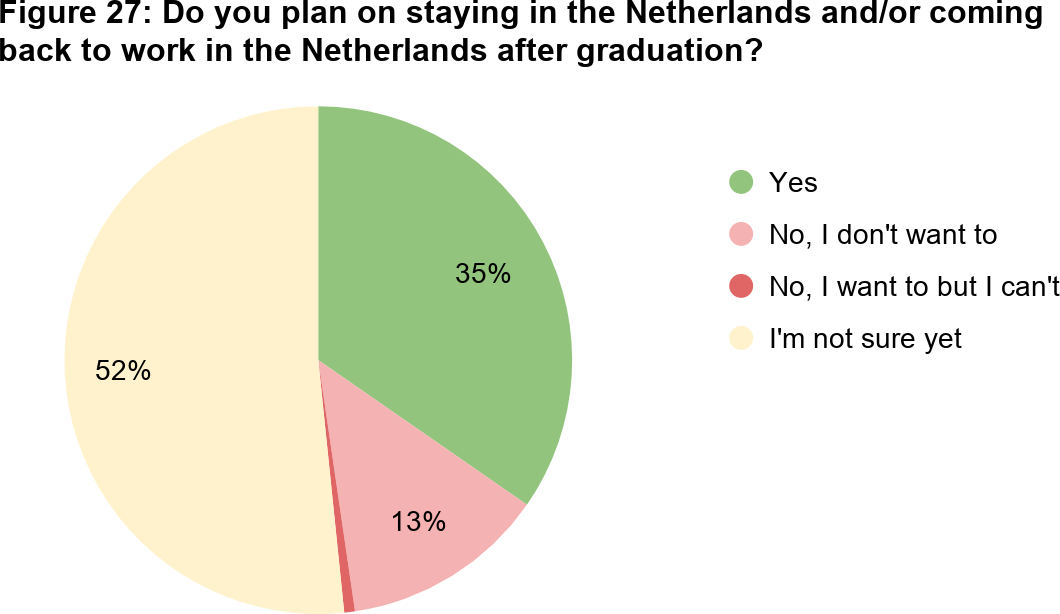 Figure 27: Do you plan on staying in the Netherlands and/or coming
back to work in the Netherlands after graduation?
Yes
No, I don't want to
No, I want to but I can't
I'm not sure yet
35%
52%
13%